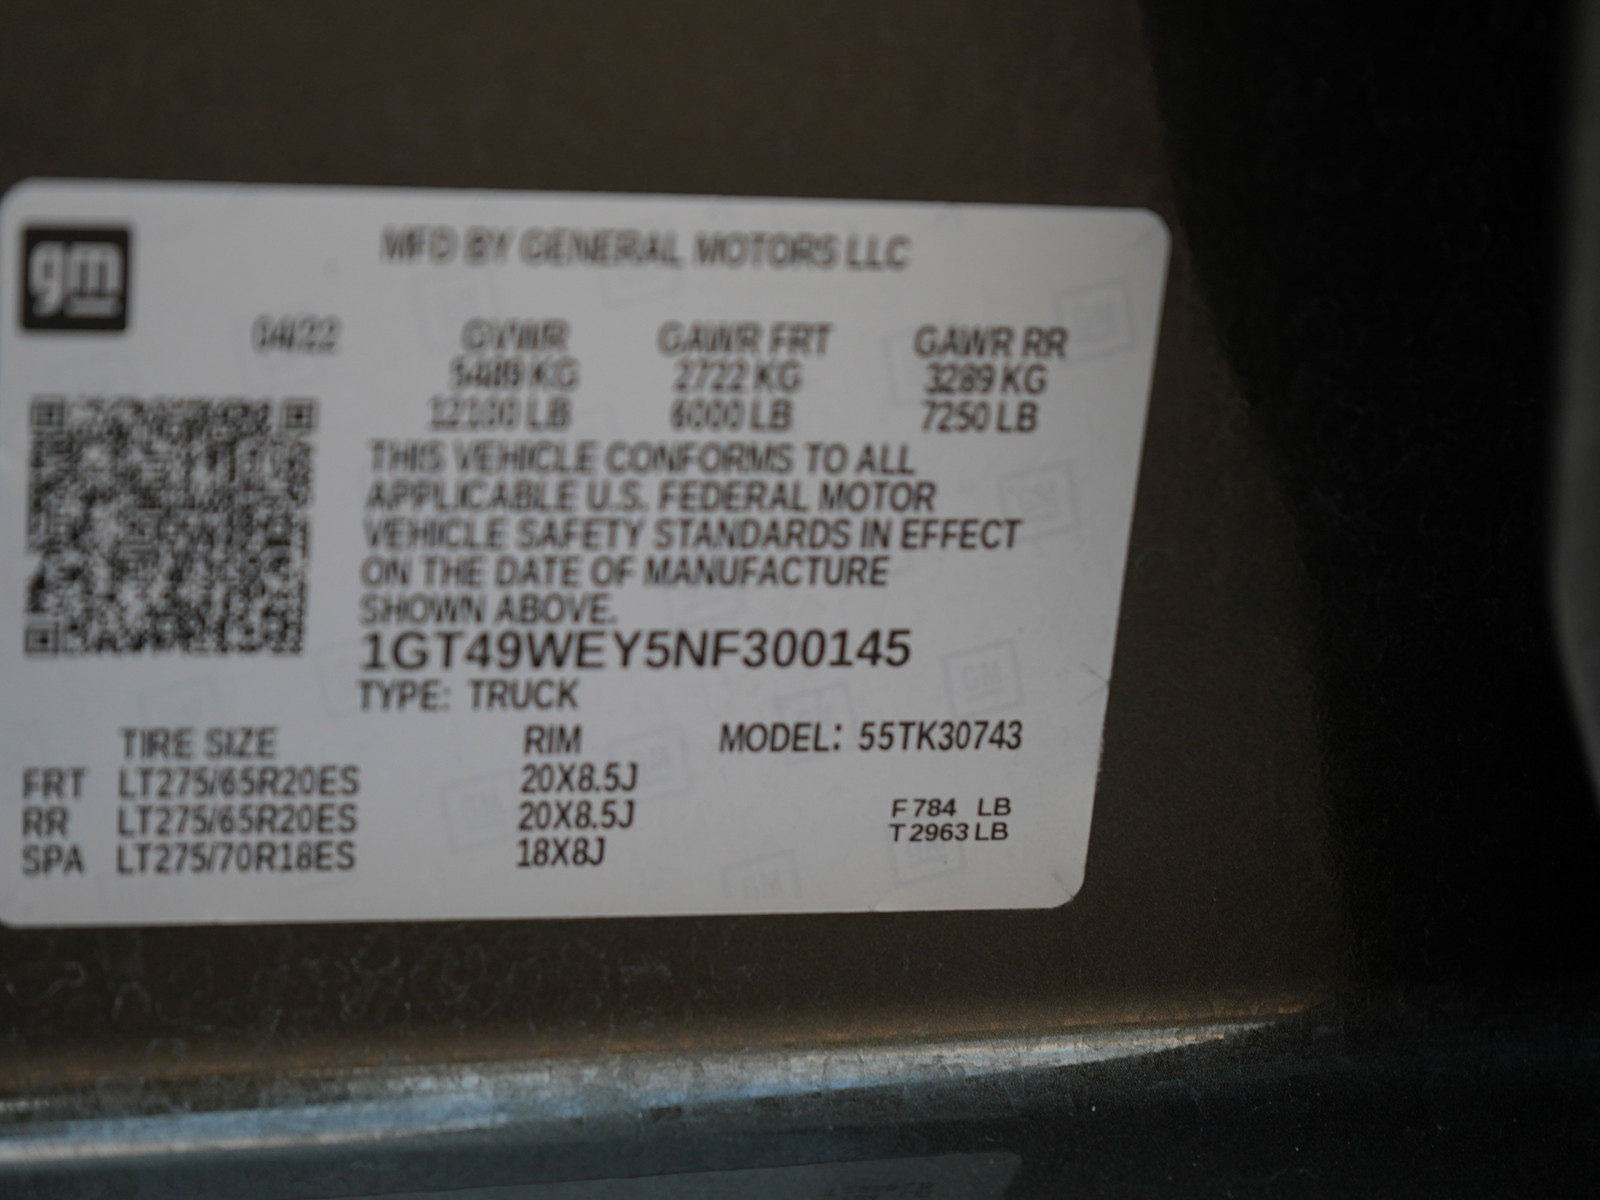 gm
MFD BY GENERAL MOTORS LLC
04/22 GVWR GAWR FRT GAWR RR
5489 KG 2722 KG 3289 KG
12100 LB 6000 LB 7250 LB
THIS VEHICLE CONFORMS TO ALL
APPLICABLE U.S. FEDERAL MOTOR
VEHICLE SAFETY STANDARDS IN EFFECT
ON THE DATE OF MANUFACTURE
SHOWN ABOVE.
1GT49WEY5NF300145
TYPE: TRUCK
TIRE SIZE RIM MODEL: 55TK30743
FRT LT275/65R20ES 20X8.5J
RR LT275/65R20ES 20X8.5J
SPA LT275/70R18ES 18X8J
F 784 LB
T 2963 LB